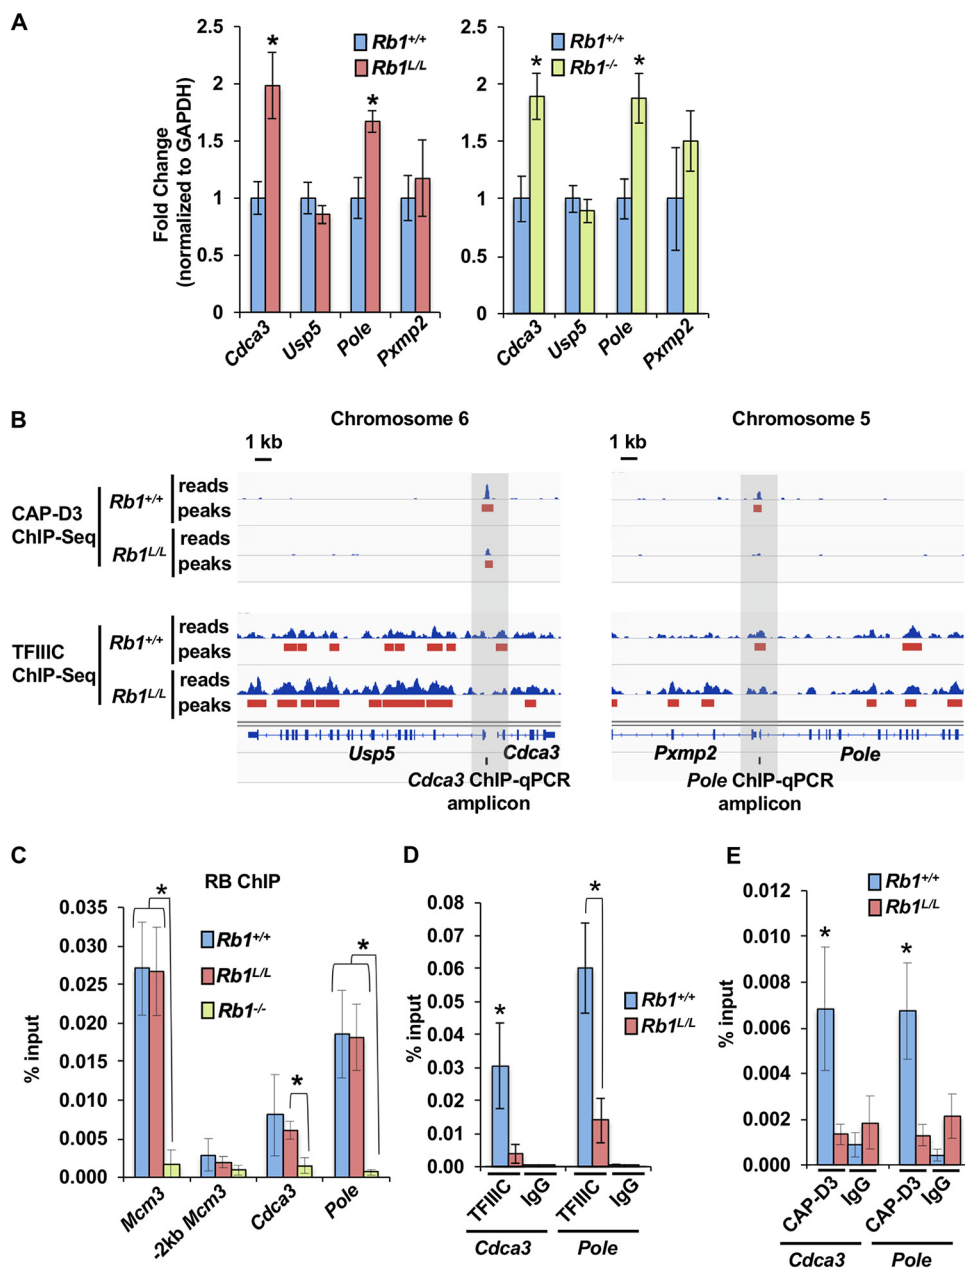 A
2.5
2
1.5
1
0.5
0
Fold Change
(normalized to GAPDH)
Rb1+/+
Rb1L/L
*
*
Cdca3
Usp5
Pole
Pxmp2
2.5
2
1.5
1
0.5
0
Rb1+/+
Rb1-/-
*
*
Cdca3
Usp5
Pole
Pxmp2
B
Chromosome 6
Chromosome 5
1 kb
1 kb
CAP-D3
ChIP-Seq
Rb1+/+
reads
peaks
Rb1L/L
reads
peaks
TFIIIC
ChIP-Seq
Rb1+/+
reads
peaks
Rb1L/L
reads
peaks
Usp5
Cdca3
Pxmp2
Pole
Cdca3 ChIP-qPCR
amplicon
Pole ChIP-qPCR
amplicon
C
RB ChIP
0.035
0.030
0.025
0.020
0.015
0.010
0.005
0.000
% input
Rb1+/+
Rb1L/L
Rb1-/-
*
*
*
Mcm3
-2kb Mcm3
Cdca3
Pole
D
0.08
0.07
0.06
0.05
0.04
0.03
0.02
0.01
0.00
% input
*
*
Rb1+/+
Rb1L/L
TFIIIC
IgG
TFIIIC
IgG
Cdca3
Pole
E
Rb1+/+
Rb1L/L
0.012
0.010
0.008
0.006
0.004
0.002
0.000
% input
*
*
CAP-D3
IgG
CAP-D3
IgG
Cdca3
Pole